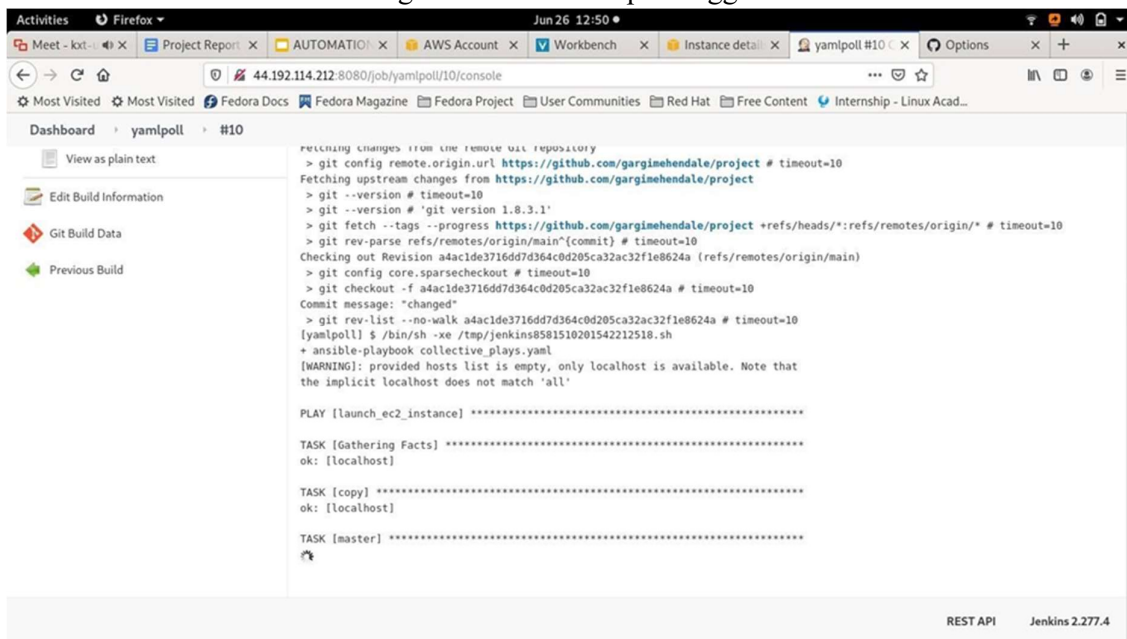 Activities Firefox Jun 26 12:50
Meet - kxt-u Project Report AUTOMATION AWS Account Workbench Instance detail yamlpoll #10 C Options
44.192.114.212:8080/job/yamlpoll/10/console
Most Visited Most Visited Fedora Docs Fedora Magazine Fedora Project User Communities Red Hat Free Content Internship - Linux Acad...
Dashboard yamlpoll #10
View as plain text
Edit Build Information
Git Build Data
Previous Build
Fetching changes from the remote Git repository
> git config remote.origin.url https://github.com/gargimehendale/project # timeout=10
Fetching upstream changes from https://github.com/gargimehendale/project
> git --version # timeout=10
> git --version # 'git version 1.8.3.1'
> git fetch --tags --progress https://github.com/gargimehendale/project +refs/heads/*:refs/remotes/origin/* # timeout=10
> git rev-parse refs/remotes/origin/main^{commit} # timeout=10
Checking out Revision a4ac1de3716dd7d364c0d205ca32ac32f1e8624a (refs/remotes/origin/main)
> git config core.sparsecheckout # timeout=10
> git checkout -f a4ac1de3716dd7d364c0d205ca32ac32f1e8624a # timeout=10
Commit message: "changed"
> git rev-list --no-walk a4ac1de3716dd7d364c0d205ca32ac32f1e8624a # timeout=10
[yamlpoll] $ /bin/sh -xe /tmp/jenkins8581510201542212518.sh
+ ansible-playbook collective_plays.yaml
[WARNING]: provided hosts list is empty, only localhost is available. Note that
the implicit localhost does not match 'all'
PLAY [launch_ec2_instance] *****************************************************
TASK [Gathering Facts] *********************************************************
ok: [localhost]
TASK [copy] ********************************************************************
ok: [localhost]
TASK [master] ******************************************************************
REST API Jenkins 2.277.4